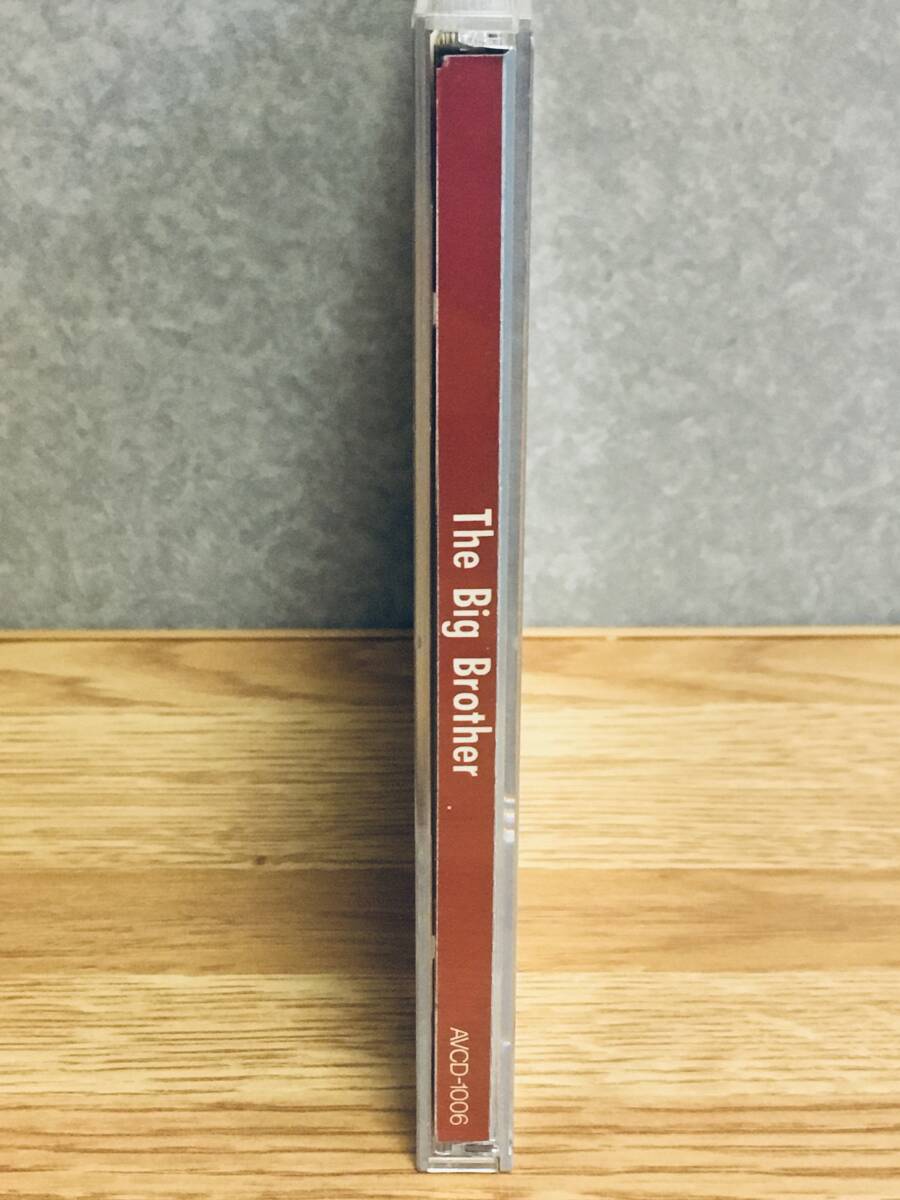 The Big Brother
AVCD-1006